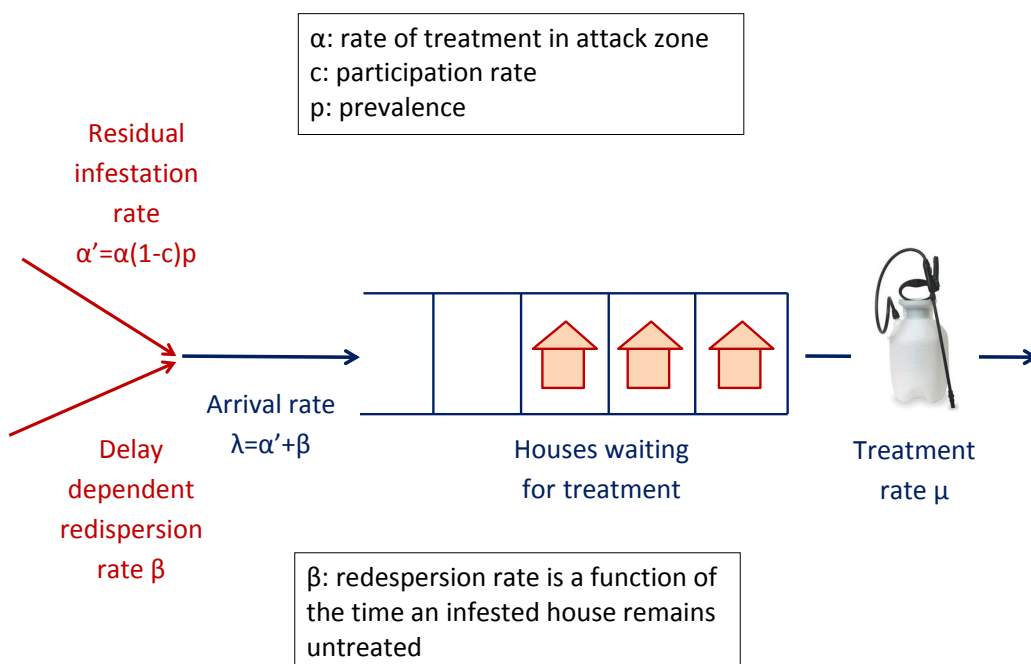 α: rate of treatment in attack zone
c: participation rate
p: prevalence
Residual
infestation
rate
α’=α(1-c)p
Arrival rate
λ=α’+β
Delay
dependent
redispersion
rate β
Houses waiting
for treatment
Treatment
rate μ
β: redespersion rate is a function of
the time an infested house remains
untreated